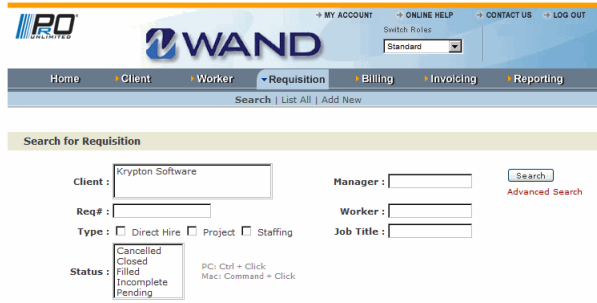 MY ACCOUNT ONLINE HELP CONTACT US LOG OUT
PRO
UNLIMITED
WAND
Switch Roles
Standard
Home Client Worker Requisition Billing Invoicing Reporting
Search | List All | Add New
Search for Requisition
Client : Krypton Software Manager : Search
Advanced Search
Req# : Worker :
Type : Direct Hire Project Staffing Job Title :
Status : Cancelled
Closed
Filled
Incomplete
Pending
PC: Ctrl + Click
Mac: Command + Click